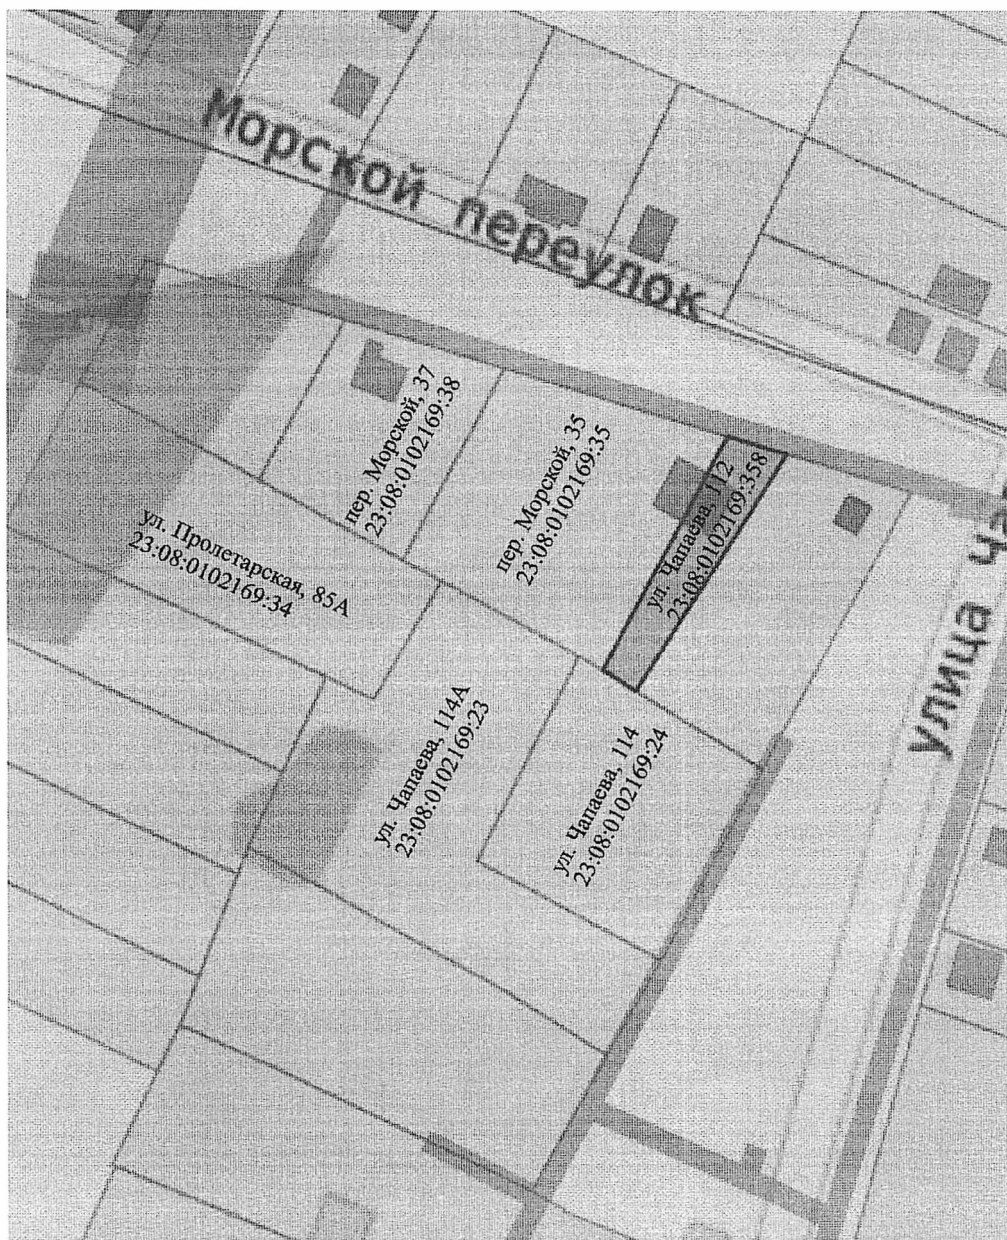 Морской переулок
пер. Морской, 37
23:08:0102169:38
пер. Морской, 35
23:08:0102169:35
ул. Чапаева, 112
23:08:0102169:358
ул. Пролетарская, 85А
23:08:0102169:34
улица
ул. Чапаева, 114А
23:08:0102169:23
ул. Чапаева, 114
23:08:0102169:24